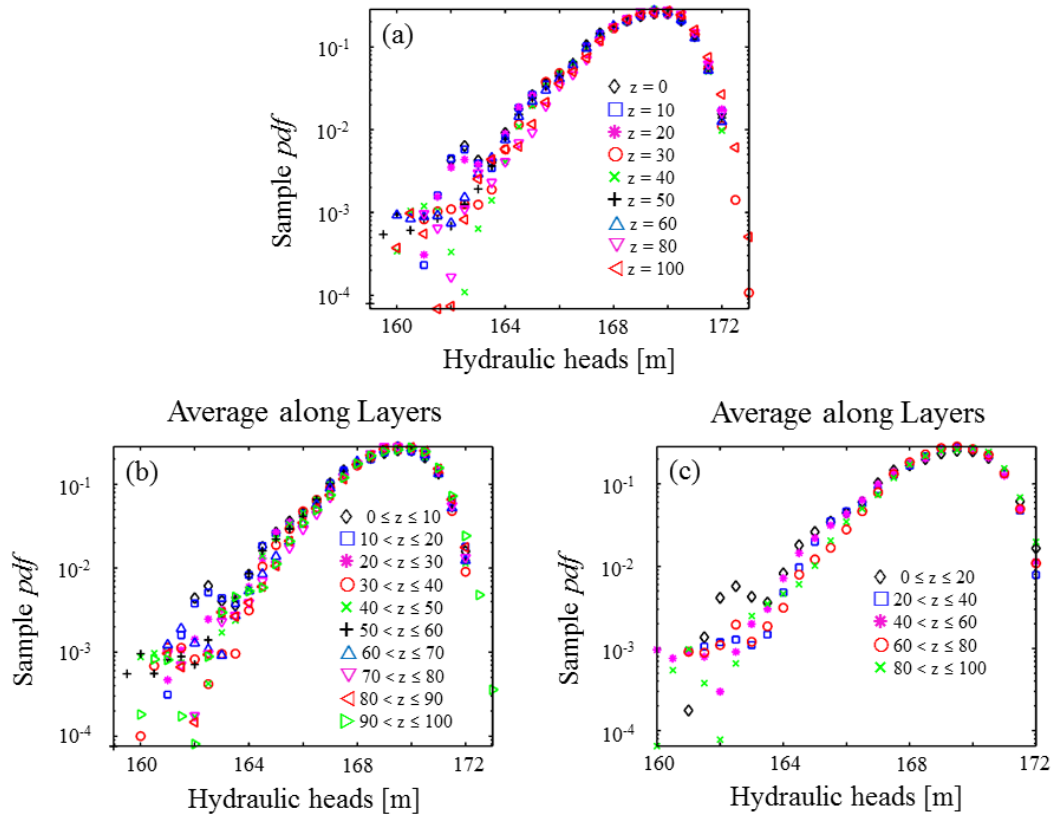 (a)
10⁻¹
10⁻²
10⁻³
10⁻⁴
Sample pdf
z = 0
z = 10
z = 20
z = 30
z = 40
z = 50
z = 60
z = 80
z = 100
160
164
168
172
Hydraulic heads [m]
Average along Layers
(b)
10⁻¹
10⁻²
10⁻³
10⁻⁴
Sample pdf
0 ≤ z ≤ 10
10 < z ≤ 20
20 < z ≤ 30
30 < z ≤ 40
40 < z ≤ 50
50 < z ≤ 60
60 < z ≤ 70
70 < z ≤ 80
80 < z ≤ 90
90 < z ≤ 100
160
164
168
172
Hydraulic heads [m]
Average along Layers
(c)
10⁻¹
10⁻²
10⁻³
10⁻⁴
Sample pdf
0 ≤ z ≤ 20
20 < z ≤ 40
40 < z ≤ 60
60 < z ≤ 80
80 < z ≤ 100
160
164
168
172
Hydraulic heads [m]